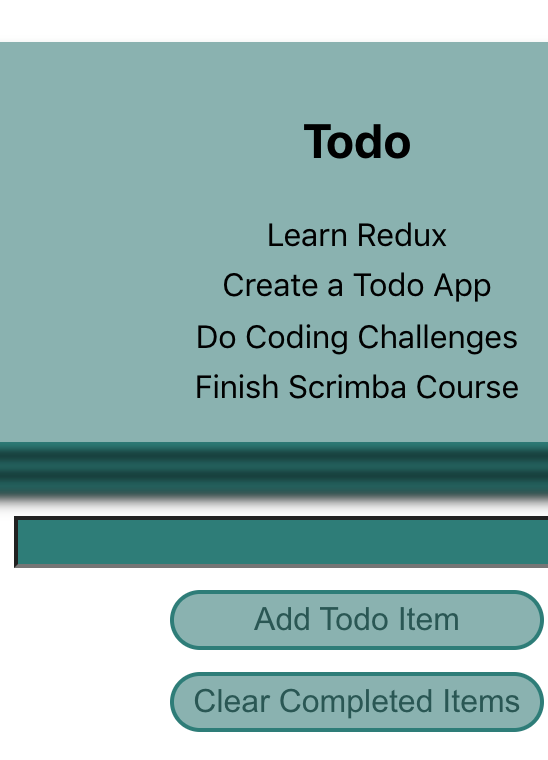 Todo
Learn Redux
Create a Todo App
Do Coding Challenges
Finish Scrimba Course
Add Todo Item
Clear Completed Items